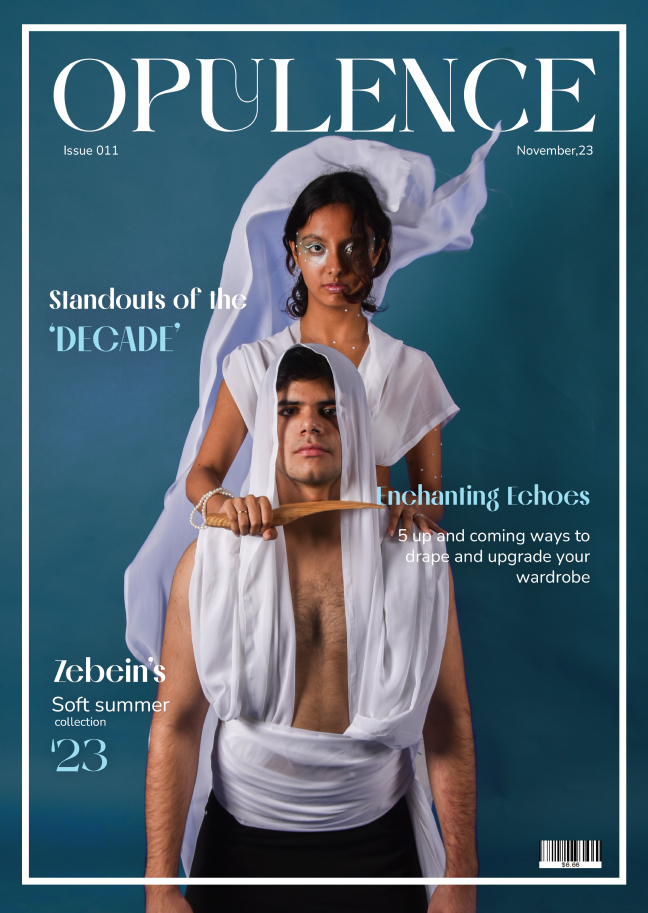 OPULENCE
Issue 011
November,23
Standouts of the
‘DECADE’
Enchanting Echoes
5 up and coming ways to
drape and upgrade your
wardrobe
Zebein's
Soft summer
collection
'23
$6.66